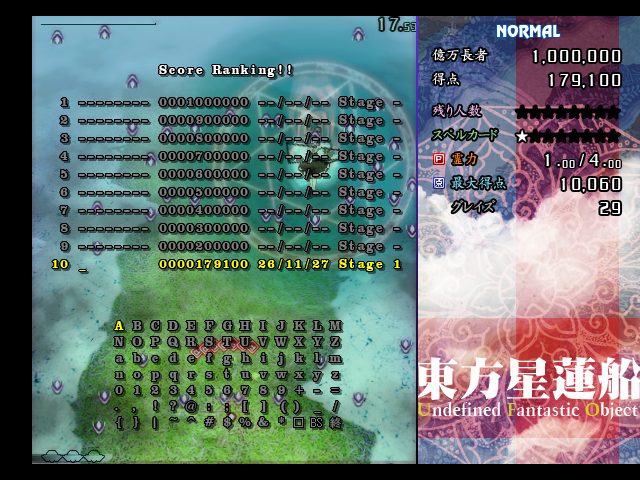 17.53
Score Ranking!!
1 -------- 0001000000 --/--/-- Stage -
2 -------- 0000900000 --/--/-- Stage -
3 -------- 0000800000 --/--/-- Stage -
4 -------- 0000700000 --/--/-- Stage -
5 -------- 0000600000 --/--/-- Stage -
6 -------- 0000500000 --/--/-- Stage -
7 -------- 0000400000 --/--/-- Stage -
8 -------- 0000300000 --/--/-- Stage -
9 -------- 0000200000 --/--/-- Stage -
10 _ 0000179100 26/11/27 Stage 1
A B C D E F G H I J K L M
N O P Q R S T U V W X Y Z
a b c d e f g h i j k l m
n o p q r s t u v w x y z
0 1 2 3 4 5 6 7 8 9 + - =
. , ! ? @ : ; [ ] ( ) _ /
{ } | ~ ^ # $ % & * □ BS 終
NORMAL
億万長者 1,000,000
得点 179,100
残り人数 ★★★★★★★★★
スペルカード ★★★★★★★★★
P 霊力 1.00/4.00
点 最大得点 10,060
グレイズ 29
東方星蓮船
Undefined Fantastic Object